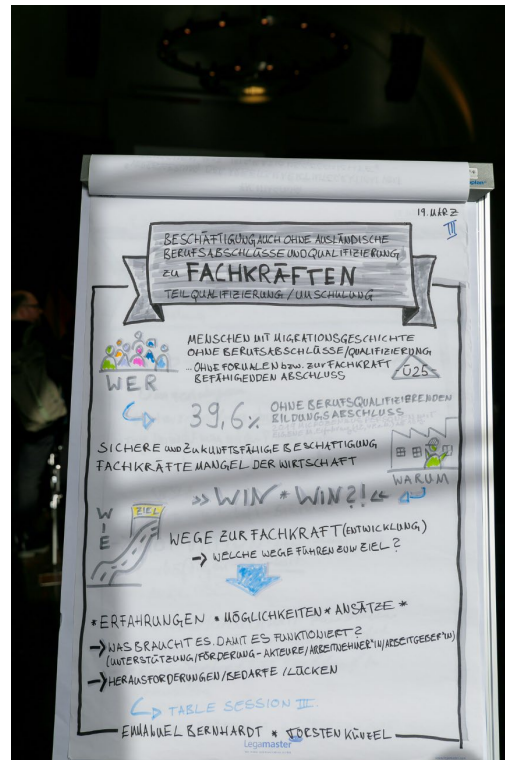 19. MÄRZ
III
BESCHÄFTIGUNG AUCH OHNE AUSLÄNDISCHE
BERUFSABSCHLÜSSE UND QUALIFIZIERUNG
ZU FACHKRÄFTEN
TEILQUALIFIZIERUNG / UMSCHULUNG
MENSCHEN MIT MIGRATIONSGESCHICHTE
OHNE BERUFSABSCHLÜSSE/QUALIFIZIERUNG
...OHNE FORMALEN bzw. ZUR FACHKRAFT
BEFÄHIGENDEN ABSCHLUSS
Ü25
WER
39,6% OHNE BERUFSQUALIFIZIERENDEN
BILDUNGSABSCHLUSS
SICHERE UND ZUKUNFTSFÄHIGE BESCHÄFTIGUNG
FACHKRÄFTEMANGEL DER WIRTSCHAFT
WARUM
»WIN * WIN?!«
WIE
ZIEL
WEGE ZUR FACHKRAFT (ENTWICKLUNG)
→ WELCHE WEGE FÜHREN ZUM ZIEL?
* ERFAHRUNGEN * MÖGLICHKEITEN * ANSÄTZE *
→ WAS BRAUCHT ES, DAMIT ES FUNKTIONIERT?
(UNTERSTÜTZUNG/FÖRDERUNG - AKTEURE/ARBEITNEHMER*IN/ARBEITGEBER*IN)
→ HERAUSFORDERUNGEN / BEDARFE / LÜCKEN
TABLE SESSION III.
EMMANUEL BERNHARDT * TORSTEN
Legamaster